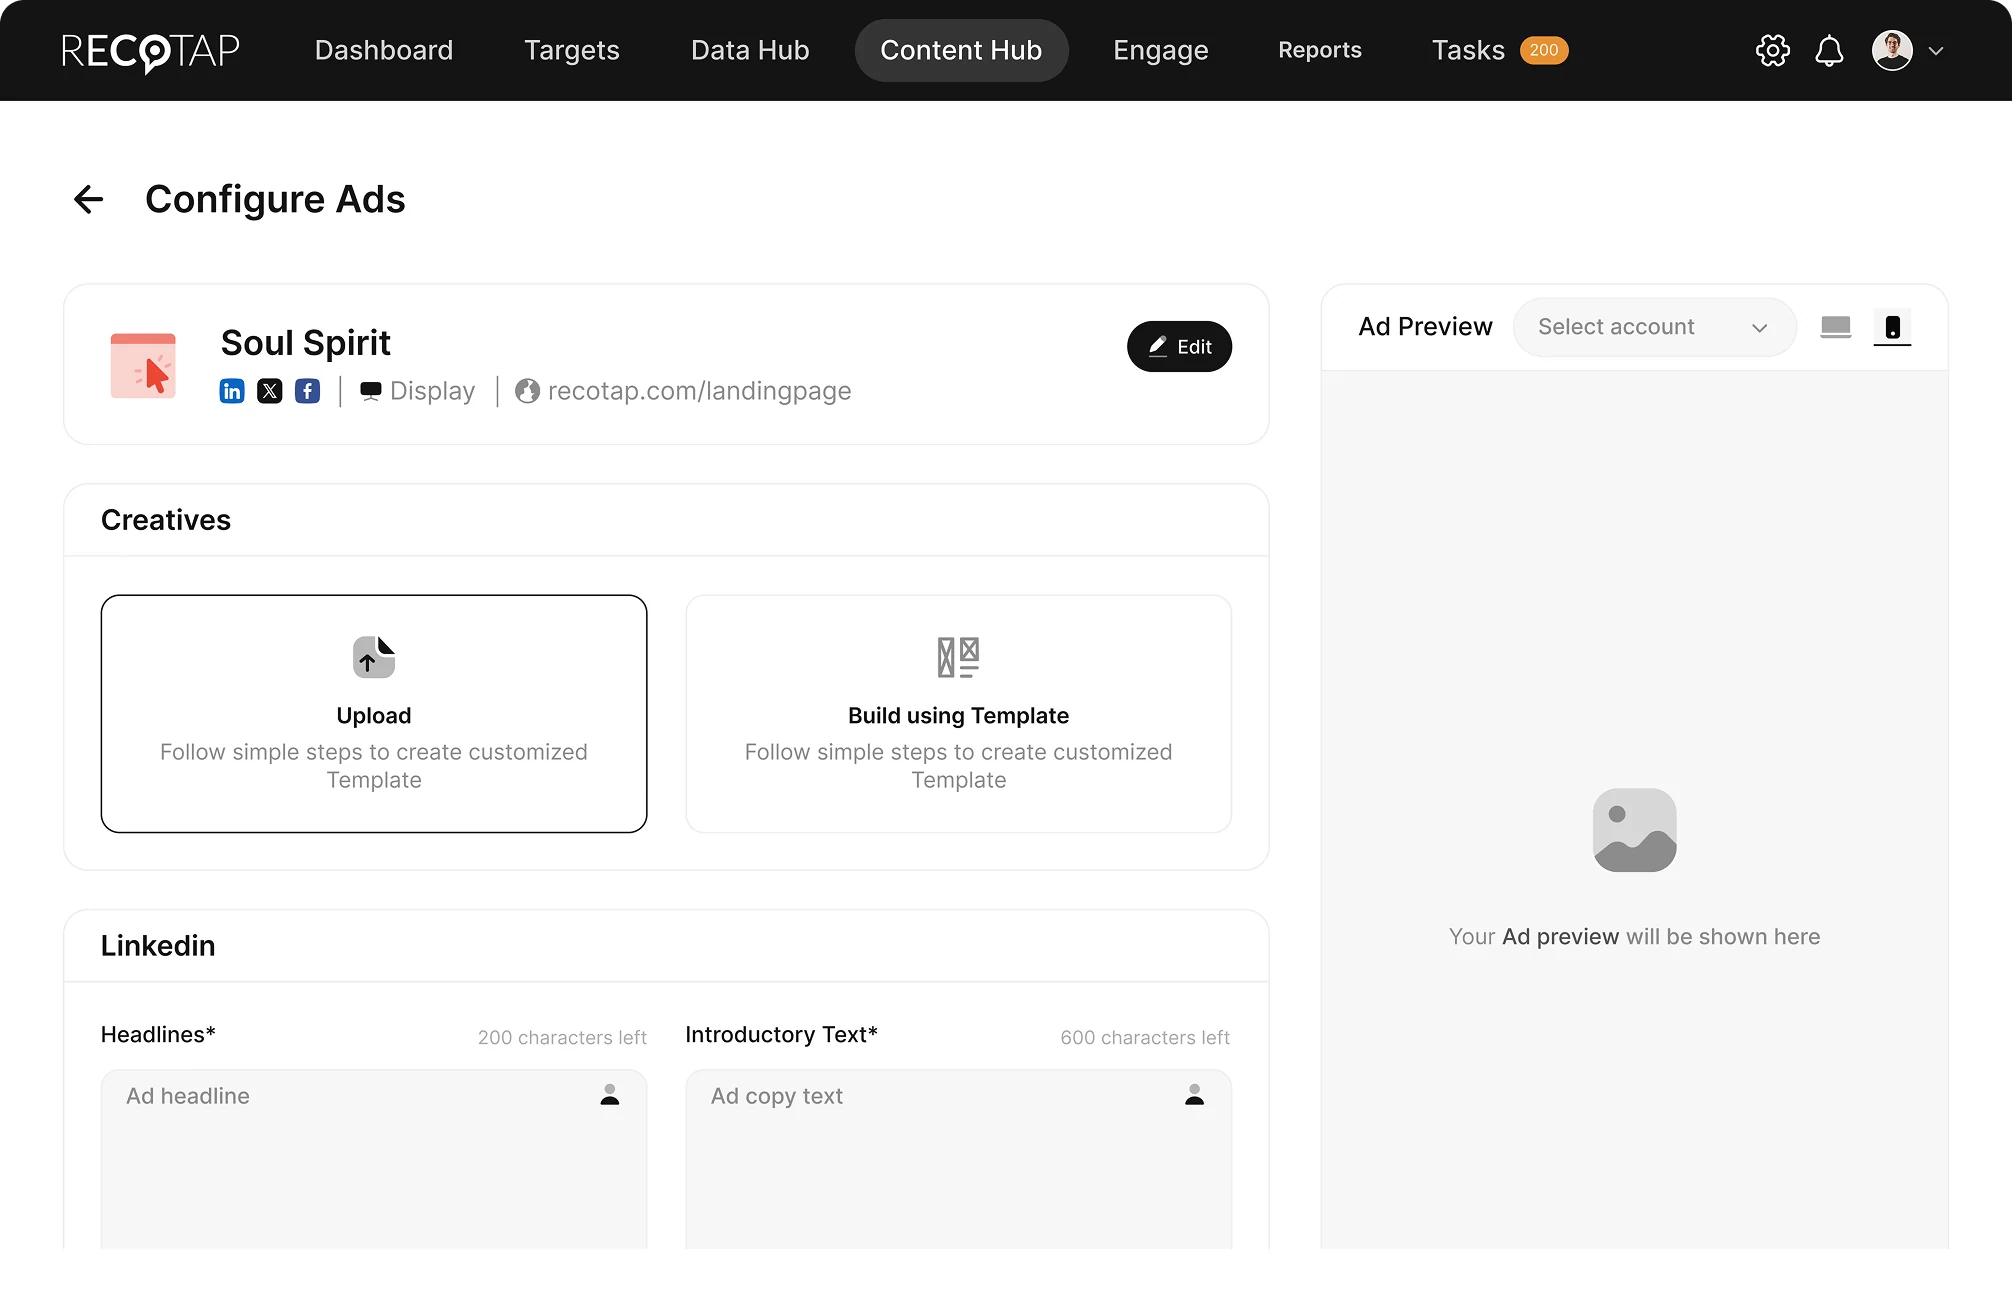 RECOTAP
Dashboard
Targets
Data Hub
Content Hub
Engage
Reports
Tasks 200
Configure Ads
Soul Spirit
Edit
in X f | Display | recotap.com/landingpage
Ad Preview
Select account
Creatives
Upload
Follow simple steps to create customized
Template
Build using Template
Follow simple steps to create customized
Template
Your Ad preview will be shown here
Linkedin
Headlines*
200 characters left
Ad headline
Introductory Text*
600 characters left
Ad copy text